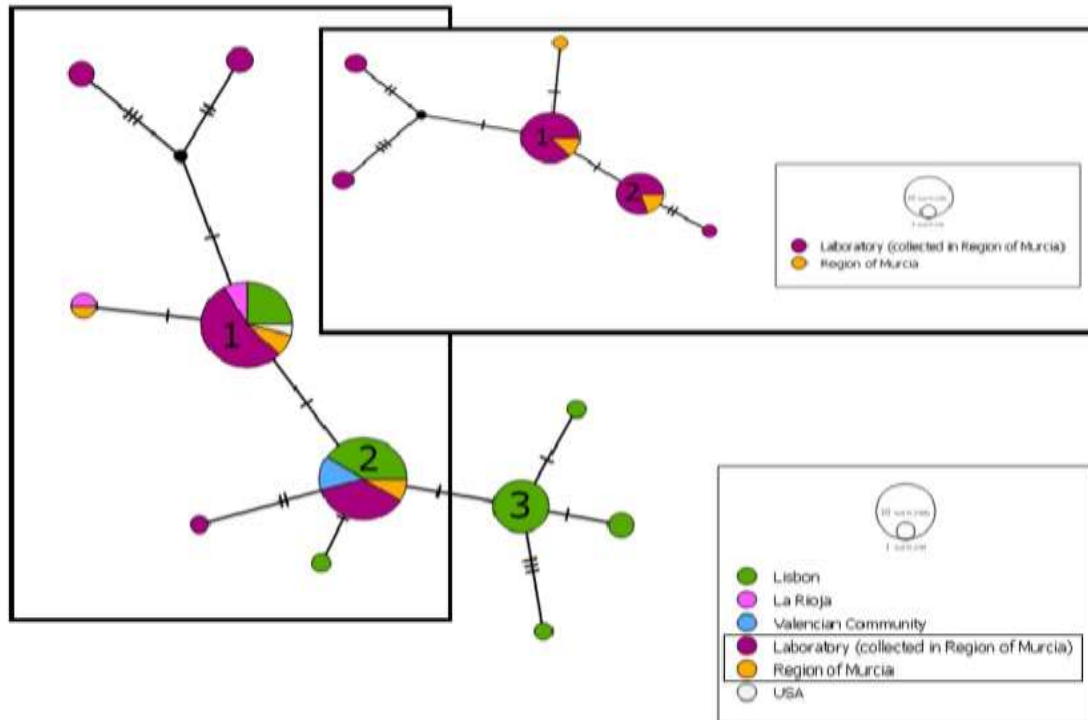 1
2
Laboratory (collected in Region of Murcia)
Region of Murcia
1
2
3
Lisbon
La Rioja
Valencian Community
Laboratory (collected in Region of Murcia)
Region of Murcia
USA